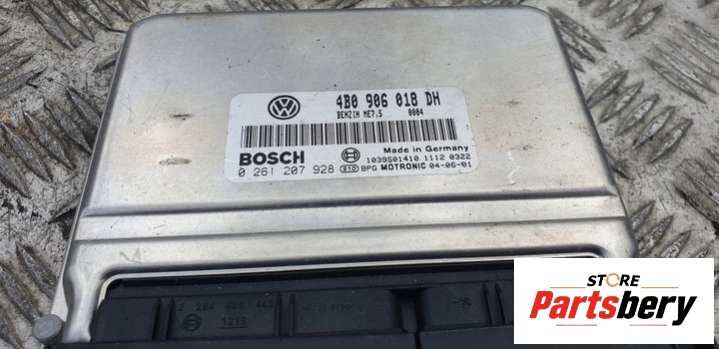 4B0 906 018 DH
BENZIN ME7.5 0004
BOSCH
Made in Germany
1039S01410 1112 0322
0 261 207 928 BPG MOTRONIC 04-06-01
1215
STORE
Partsbery